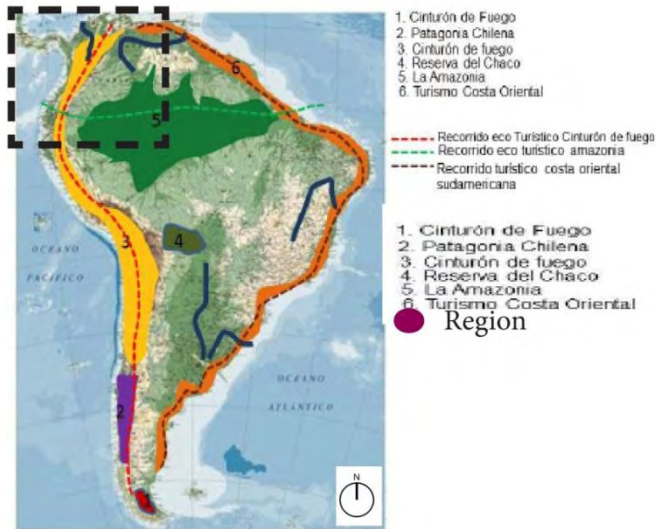 1. Cinturón de Fuego
2. Patagonia Chilena
3. Cinturón de fuego
4. Reserva del Chaco
5. La Amazonia
6. Turismo Costa Oriental
Recorrido eco Turístico Cinturón de fuego
Recorrido eco turístico amazonia
Recorrido turístico costa oriental
sudamericana
1. Cinturón de Fuego
2. Patagonia Chilena
3. Cinturón de fuego
4. Reserva del Chaco
5. La Amazonia
6. Turismo Costa Oriental
Region
6
5
3
4
OCEANO
PACÍFICO
OCEANO
ATLÁNTICO
2
N